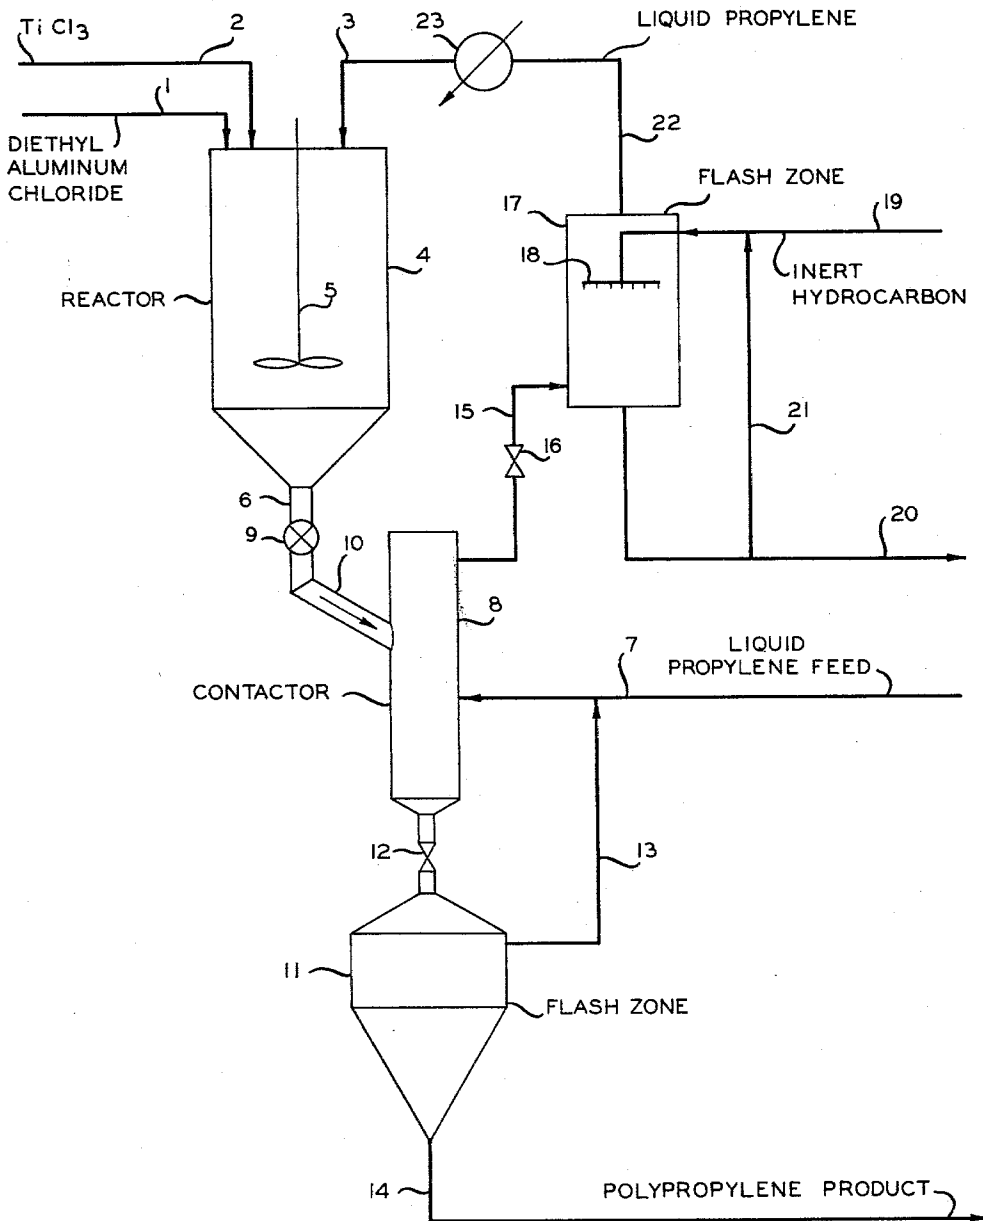 TiCl3
2
3
23
LIQUID PROPYLENE
1
DIETHYL
ALUMINUM
CHLORIDE
22
FLASH ZONE
17
19
18
INERT
HYDROCARBON
4
REACTOR
5
15
16
21
6
9
10
20
8
7
LIQUID
PROPYLENE FEED
CONTACTOR
12
13
11
FLASH ZONE
14
POLYPROPYLENE PRODUCT